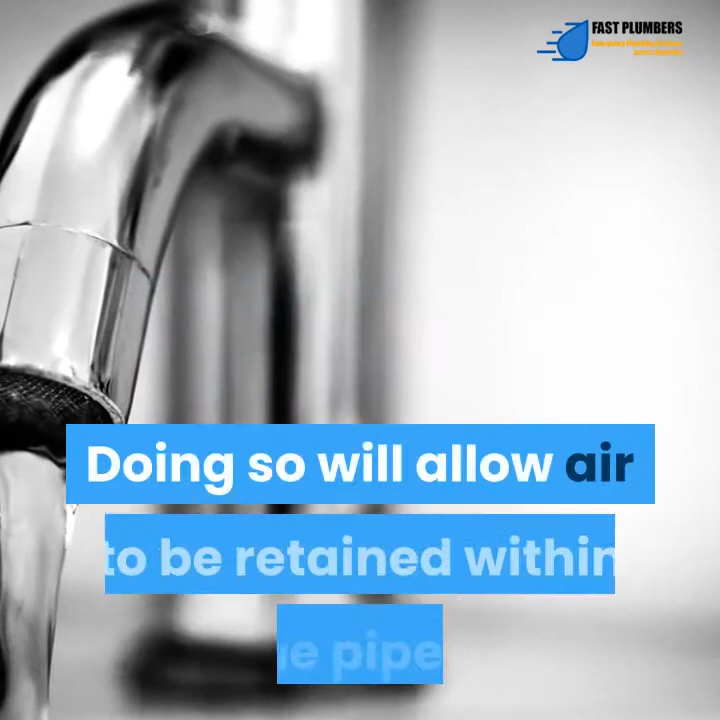 FAST PLUMBERS
Doing so will allow air
to be retained within
pipe